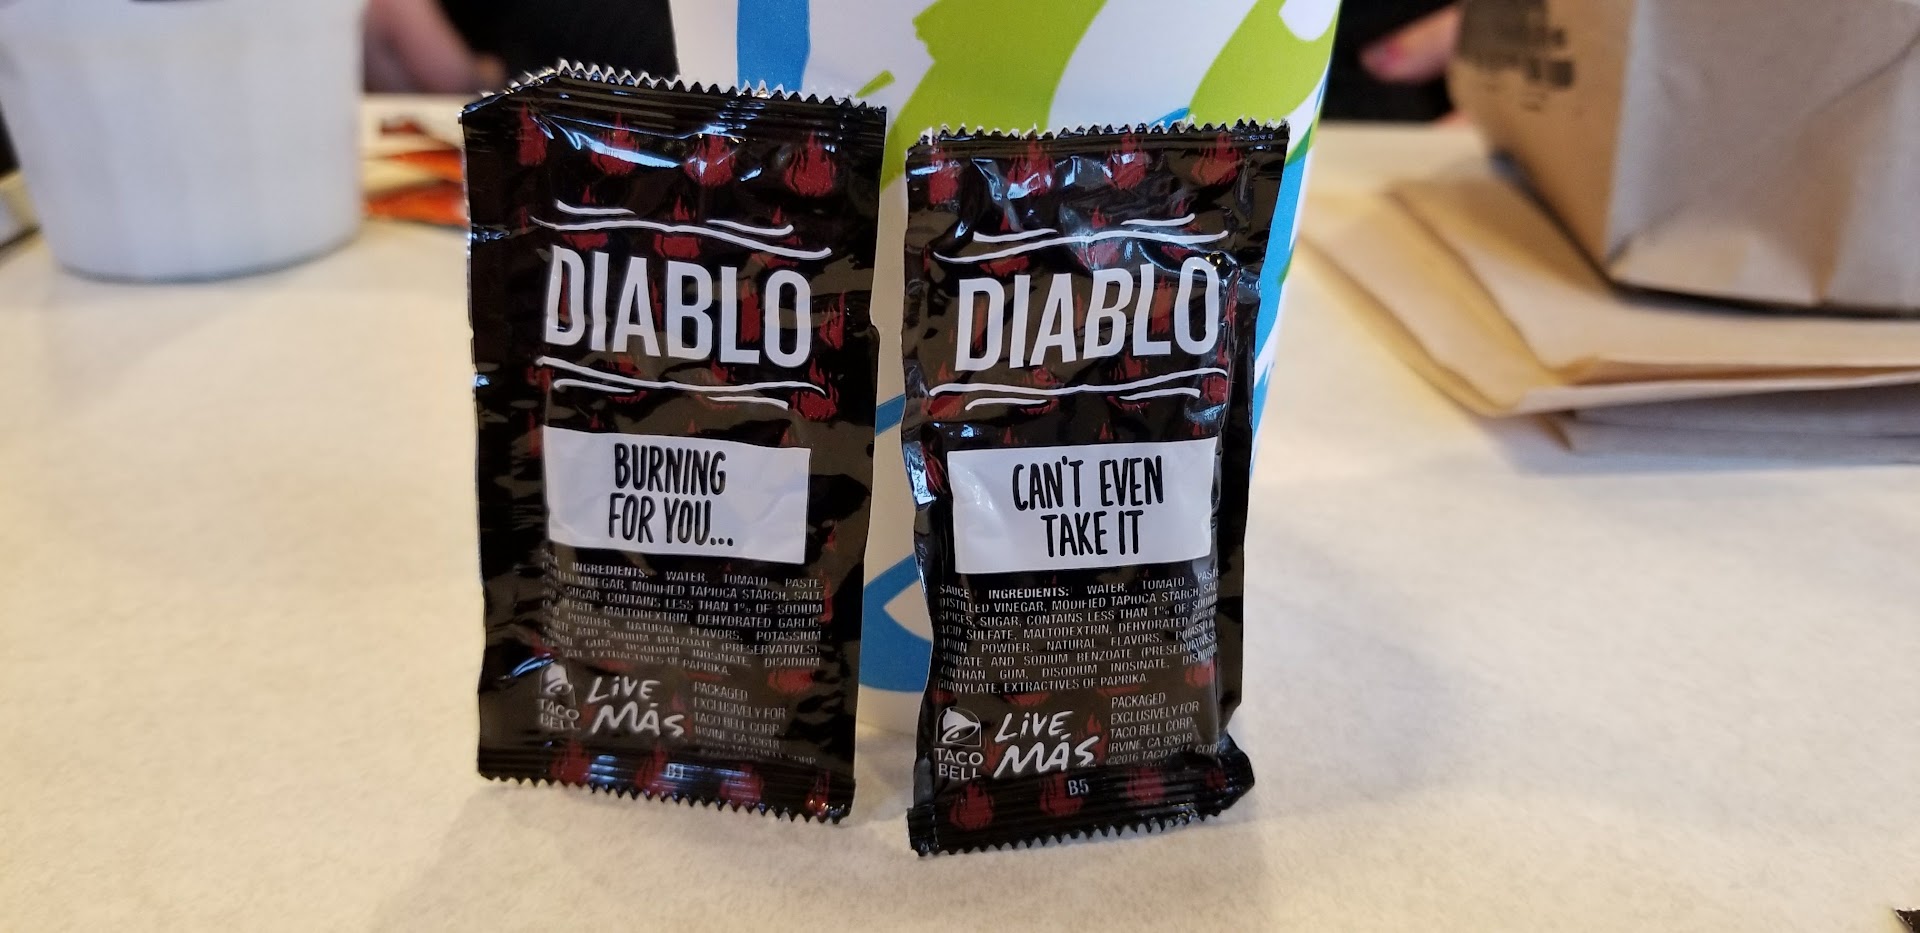 DIABLO
BURNING
FOR YOU...
INGREDIENTS: WATER, TOMATO PASTE,
VINEGAR, MODIFIED TAPIOCA STARCH, SALT,
SUGAR, CONTAINS LESS THAN 1% OF: SODIUM
MALTODEXTRIN, DEHYDRATED GARLIC,
POWDER, NATURAL FLAVORS, POTASSIUM
AND SODIUM BENZOATE (PRESERVATIVES),
GUM, DISODIUM INOSINATE, DISODIUM
EXTRACTIVES OF PAPRIKA.
TACO
BELL
LIVE
MÁS
PACKAGED
EXCLUSIVELY FOR
TACO BELL CORP.
IRVINE, CA 92618
DIABLO
CAN'T EVEN
TAKE IT
SAUCE INGREDIENTS: WATER, TOMATO
DISTILLED VINEGAR, MODIFIED TAPIOCA STARCH,
SPICES, SUGAR, CONTAINS LESS THAN 1% OF: SODIUM
SULFATE, MALTODEXTRIN, DEHYDRATED
POWDER, NATURAL FLAVORS,
AND SODIUM BENZOATE
GUM, DISODIUM INOSINATE,
EXTRACTIVES OF PAPRIKA.
TACO
BELL
LIVE
MÁS
PACKAGED
EXCLUSIVELY FOR
TACO BELL CORP.
IRVINE, CA 92618
©2016 TACO BELL CORP.
B5